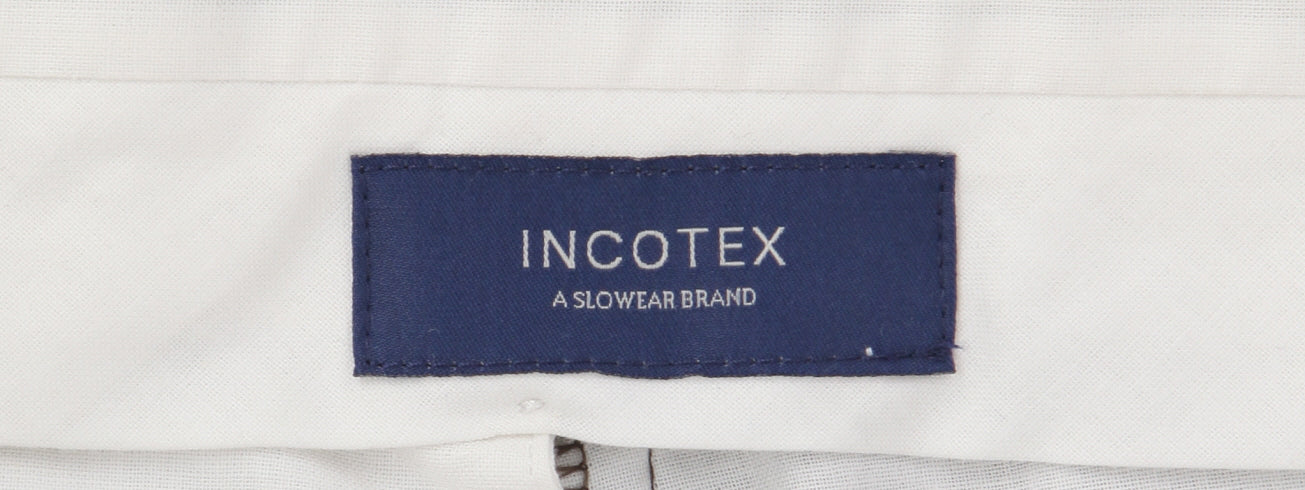 INCOTEX
A SLOWEAR BRAND